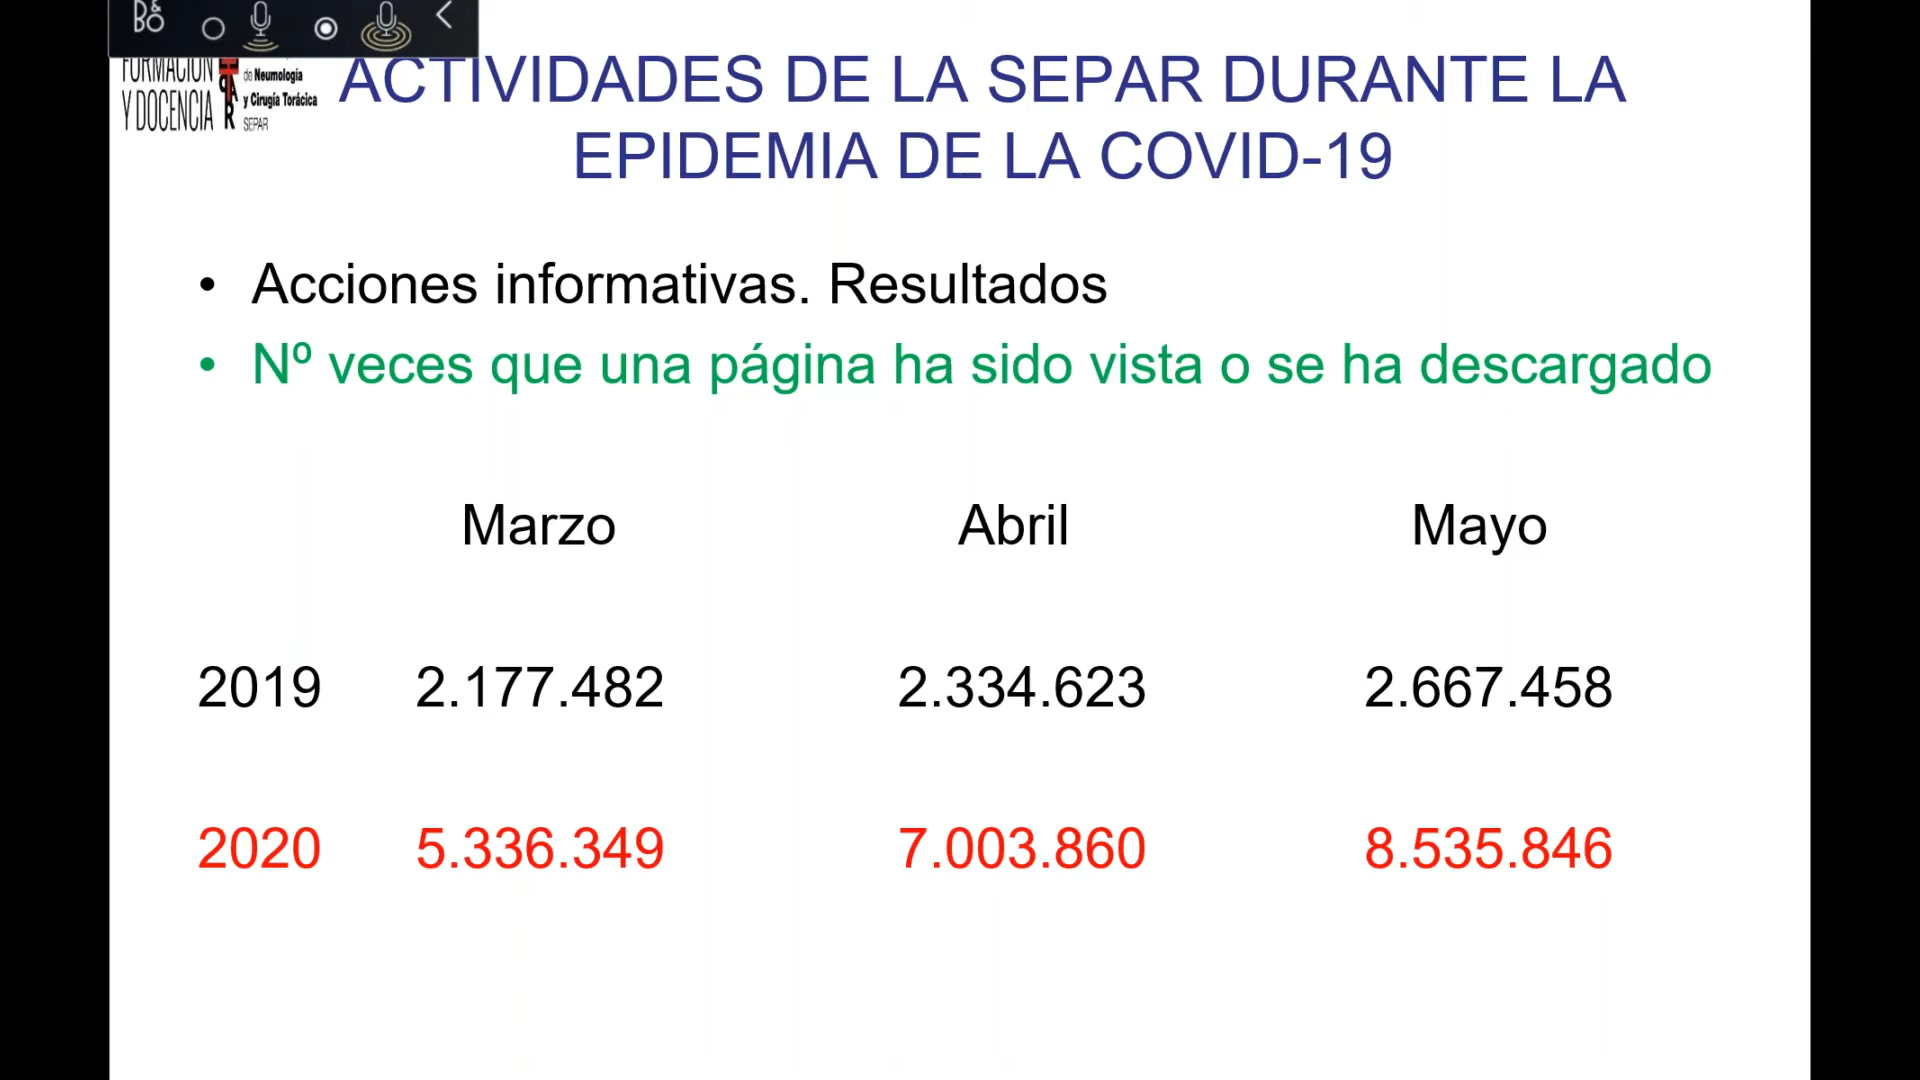 B&O
FORMACIÓN
Y DOCENCIA
de Neumología
y Cirugía Torácica
SEPAR
ACTIVIDADES DE LA SEPAR DURANTE LA
EPIDEMIA DE LA COVID-19
• Acciones informativas. Resultados
• Nº veces que una página ha sido vista o se ha descargado
Marzo Abril Mayo
2019 2.177.482 2.334.623 2.667.458
2020 5.336.349 7.003.860 8.535.846